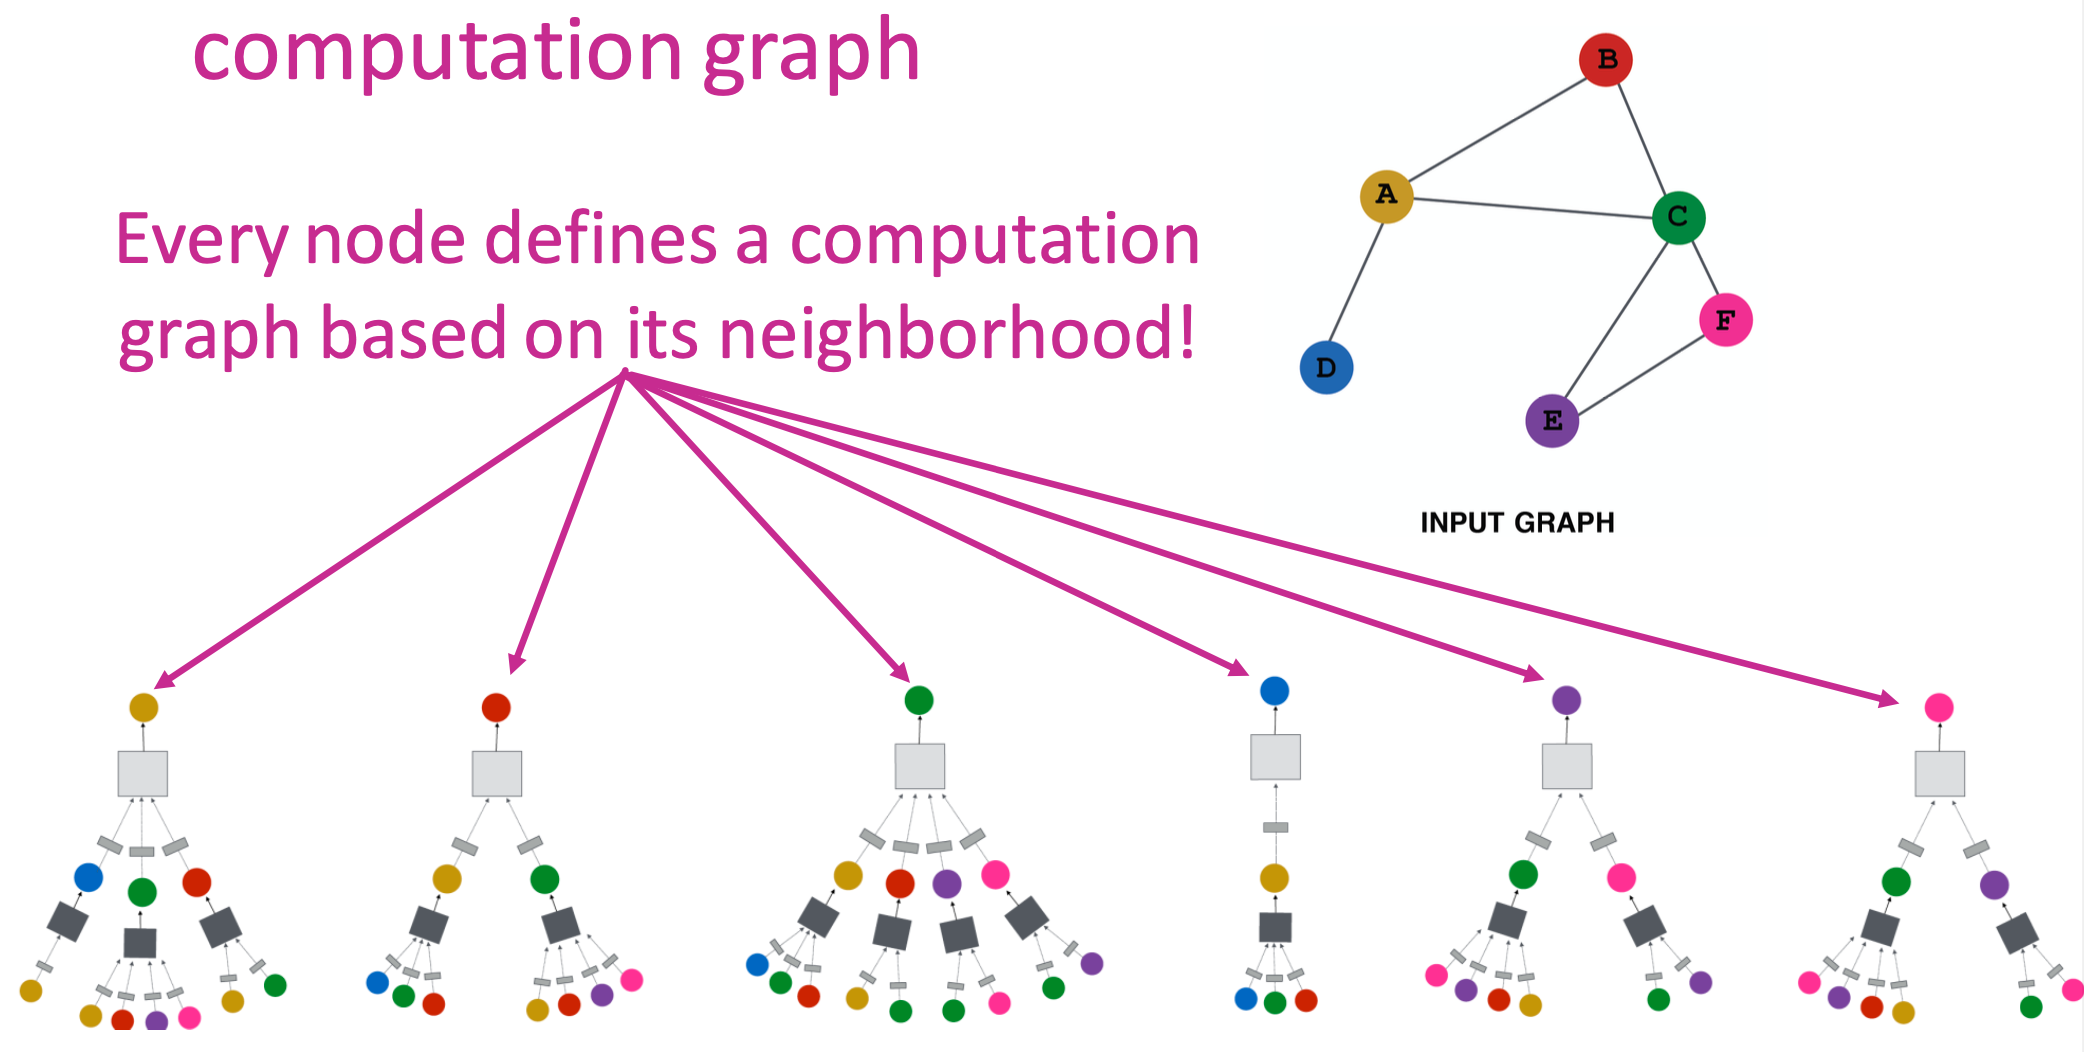 computation graph
Every node defines a computation
graph based on its neighborhood!
B
A
C
F
D
E
INPUT GRAPH